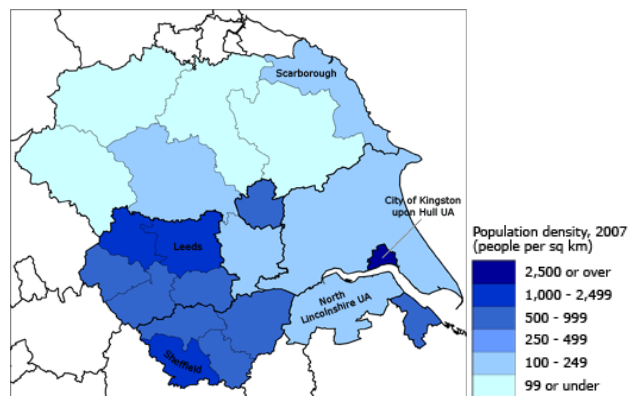 Scarborough
City of Kingston
upon Hull UA
Leeds
North
Lincolnshire UA
Sheffield
Population density, 2007
(people per sq km)
2,500 or over
1,000 - 2,499
500 - 999
250 - 499
100 - 249
99 or under